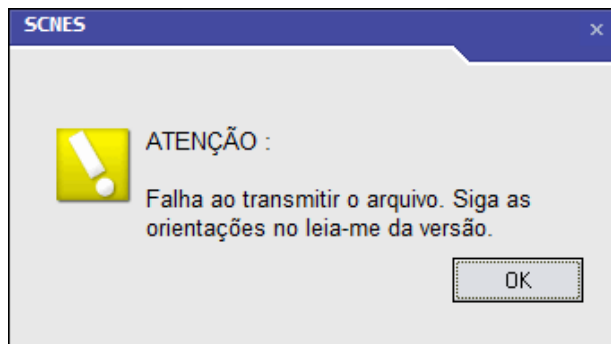 SCNES
ATENÇÃO :
Falha ao transmitir o arquivo. Siga as
orientações no leia-me da versão.
OK